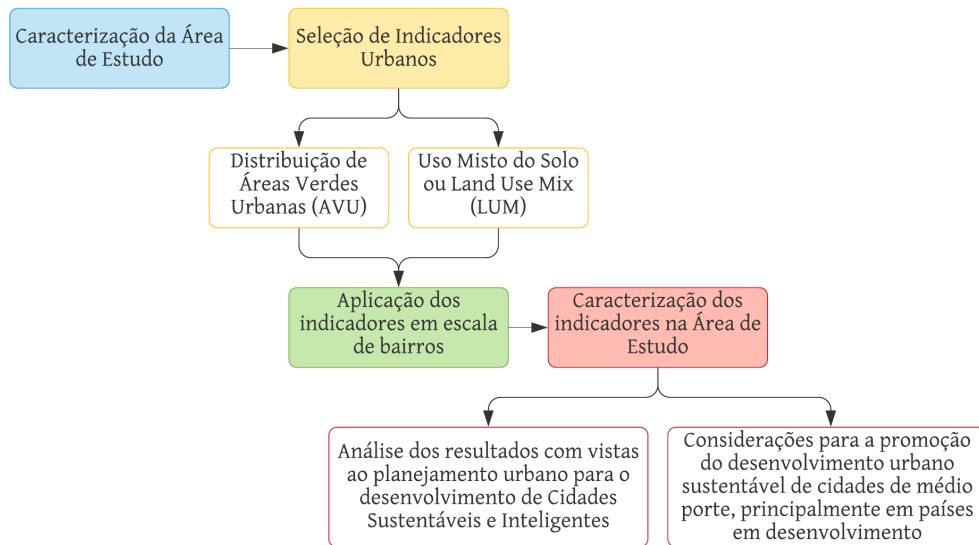 Caracterização da Área
de Estudo
Seleção de Indicadores
Urbanos
Distribuição de
Áreas Verdes
Urbanas (AVU)
Uso Misto do Solo
ou Land Use Mix
(LUM)
Aplicação dos
indicadores em escala
de bairros
Caracterização dos
indicadores na Área de
Estudo
Análise dos resultados com vistas
ao planejamento urbano para o
desenvolvimento de Cidades
Sustentáveis e Inteligentes
Considerações para a promoção
do desenvolvimento urbano
sustentável de cidades de médio
porte, principalmente em países
em desenvolvimento